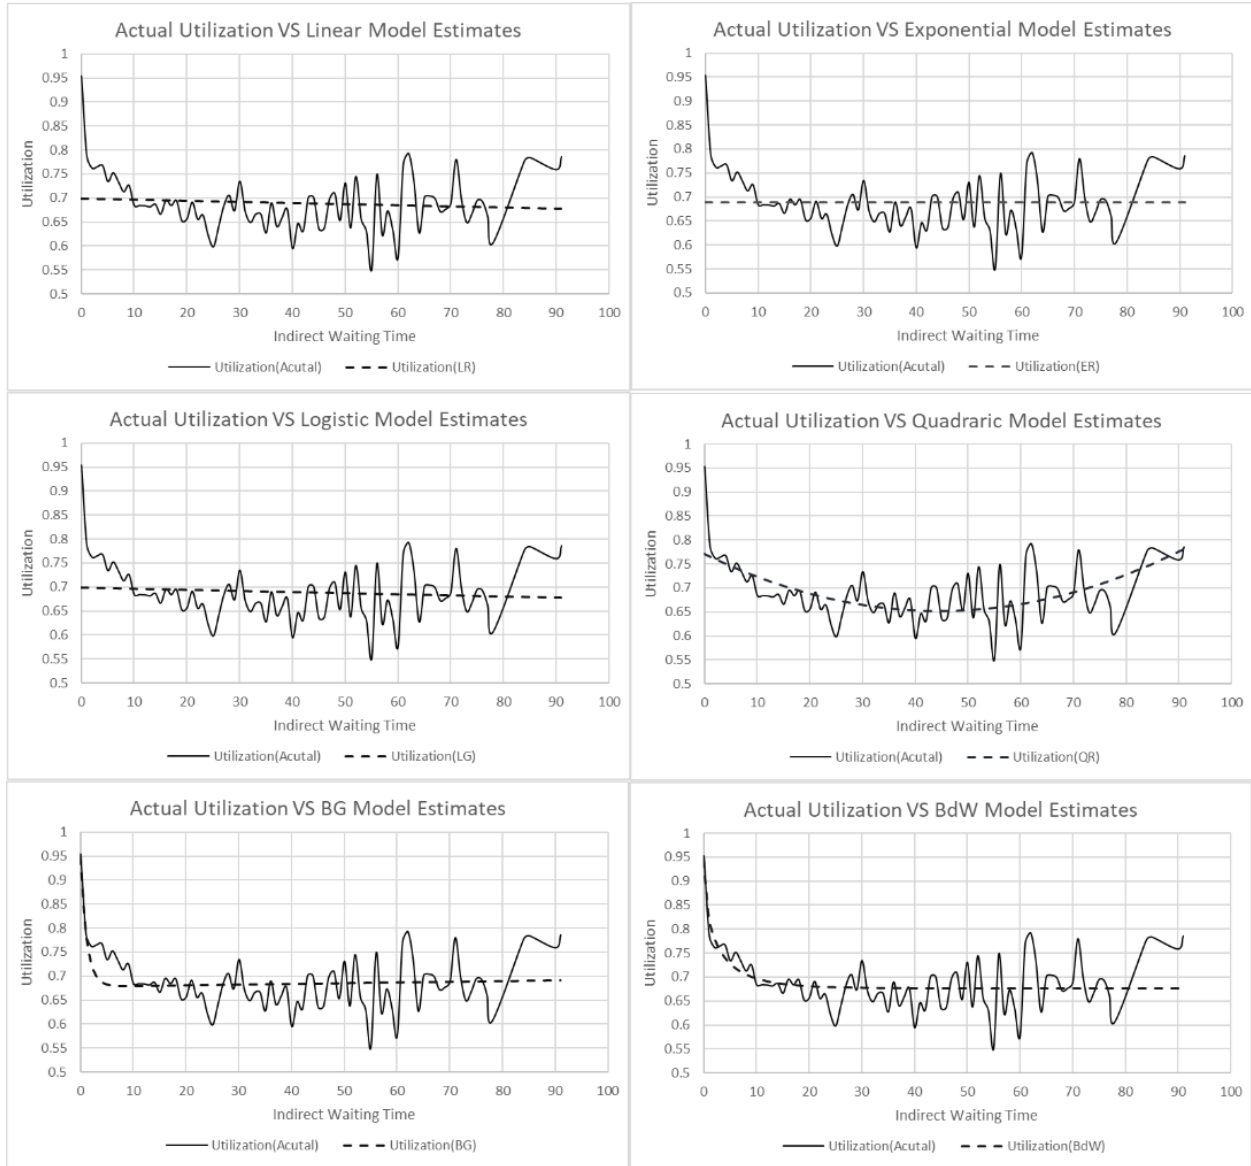 Actual Utilization VS Linear Model Estimates
Utilization
1
0.95
0.9
0.85
0.8
0.75
0.7
0.65
0.6
0.55
0.5
0 10 20 30 40 50 60 70 80 90 100
Indirect Waiting Time
Utilization(Acutal) Utilization(LR)
Actual Utilization VS Exponential Model Estimates
Utilization
1
0.95
0.9
0.85
0.8
0.75
0.7
0.65
0.6
0.55
0.5
0 10 20 30 40 50 60 70 80 90 100
Indirect Waiting Time
Utilization(Acutal) Utilization(ER)
Actual Utilization VS Logistic Model Estimates
Utilization
1
0.95
0.9
0.85
0.8
0.75
0.7
0.65
0.6
0.55
0.5
0 10 20 30 40 50 60 70 80 90 100
Indirect Waiting Time
Utilization(Acutal) Utilization(LG)
Actual Utilization VS Quadraric Model Estimates
Utilization
1
0.95
0.9
0.85
0.8
0.75
0.7
0.65
0.6
0.55
0.5
0 10 20 30 40 50 60 70 80 90 100
Indirect Waiting Time
Utilization(Acutal) Utilization(QR)
Actual Utilization VS BG Model Estimates
Utilization
1
0.95
0.9
0.85
0.8
0.75
0.7
0.65
0.6
0.55
0.5
0 10 20 30 40 50 60 70 80 90 100
Indirect Waiting Time
Utilization(Acutal) Utilization(BG)
Actual Utilization VS BdW Model Estimates
Utilization
1
0.95
0.9
0.85
0.8
0.75
0.7
0.65
0.6
0.55
0.5
0 10 20 30 40 50 60 70 80 90 100
Indirect Waiting Time
Utilization(Acutal) Utilization(BdW)